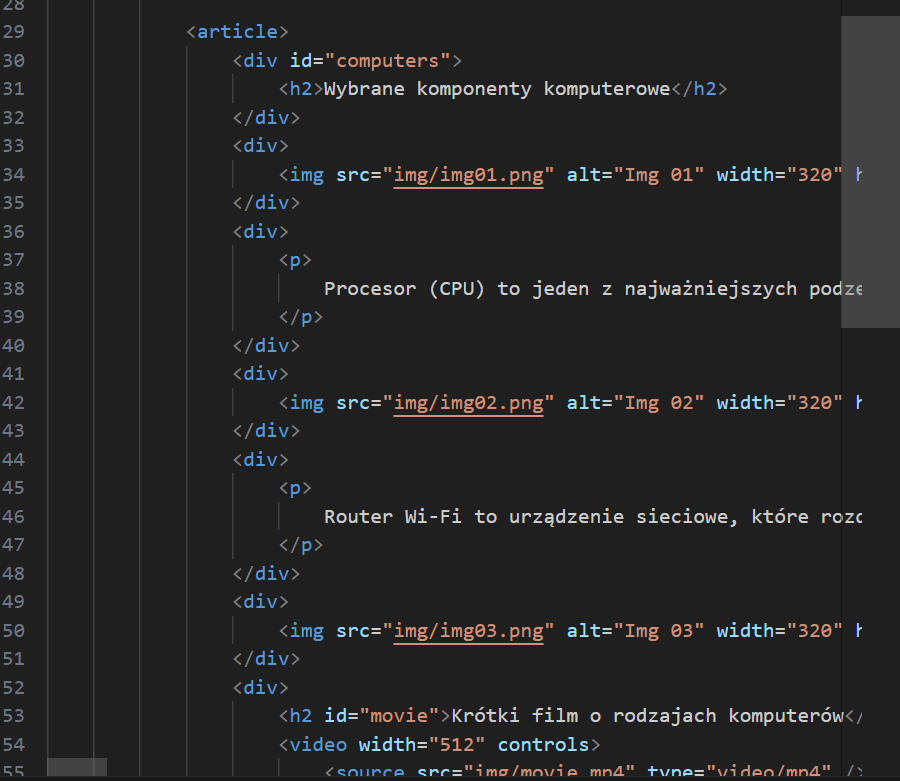 28
29 <article>
30 <div id="computers">
31 <h2>Wybrane komponenty komputerowe</h2>
32 </div>
33 <div>
34 <img src="img/img01.png" alt="Img 01" width="320" h
35 </div>
36 <div>
37 <p>
38 Procesor (CPU) to jeden z najważniejszych podze
39 </p>
40 </div>
41 <div>
42 <img src="img/img02.png" alt="Img 02" width="320" h
43 </div>
44 <div>
45 <p>
46 Router Wi-Fi to urządzenie sieciowe, które rozd
47 </p>
48 </div>
49 <div>
50 <img src="img/img03.png" alt="Img 03" width="320" h
51 </div>
52 <div>
53 <h2 id="movie">Krótki film o rodzajach komputerów</
54 <video width="512" controls>
55 <source src="img/movie.mp4" type="video/mp4" />